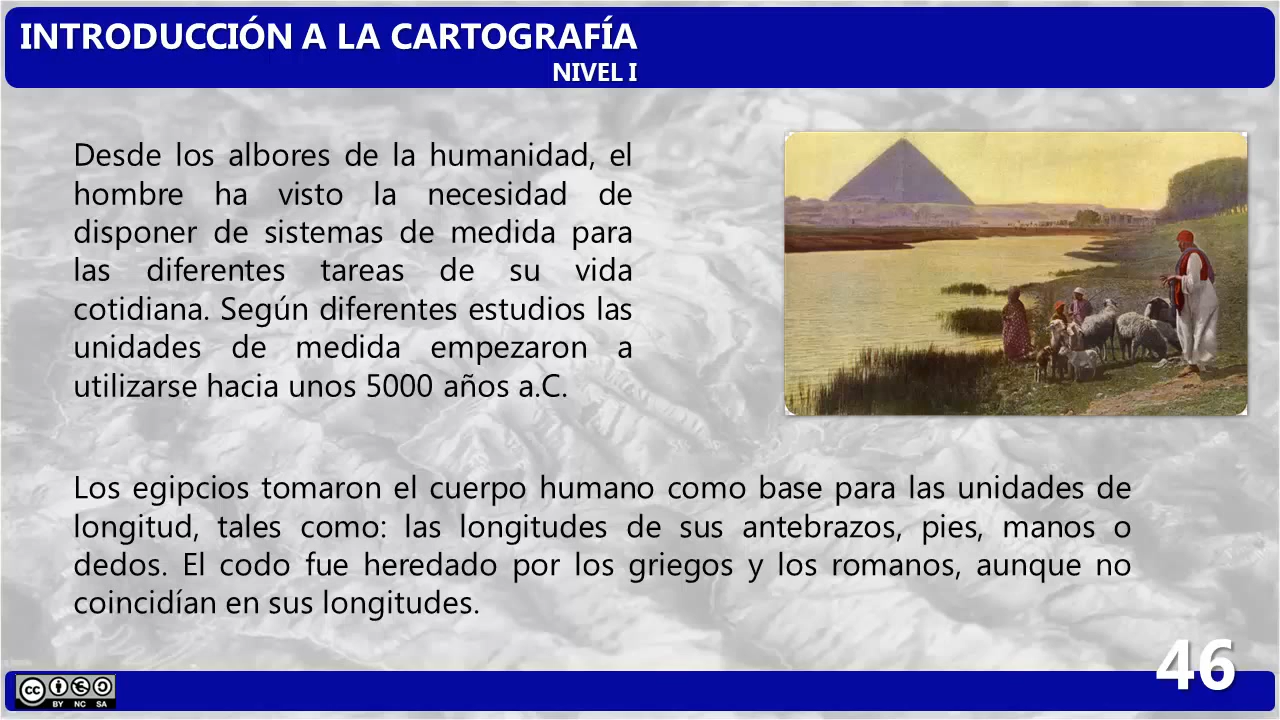 INTRODUCCIÓN A LA CARTOGRAFÍA
NIVEL I
Desde los albores de la humanidad, el
hombre ha visto la necesidad de
disponer de sistemas de medida para
las diferentes tareas de su vida
cotidiana. Según diferentes estudios las
unidades de medida empezaron a
utilizarse hacia unos 5000 años a.C.
Los egipcios tomaron el cuerpo humano como base para las unidades de
longitud, tales como: las longitudes de sus antebrazos, pies, manos o
dedos. El codo fue heredado por los griegos y los romanos, aunque no
coincidían en sus longitudes.
46
cc
BY NC SA